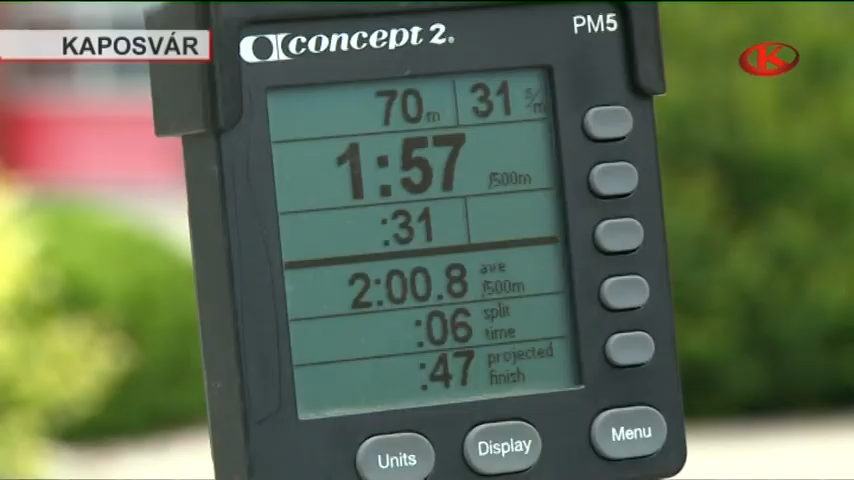 KAPOSVÁR
concept 2.
PM5
K
70 m 31 s/m
1:57 /500m
:31
2:00.8 ave /500m
:06 split time
:47 projected finish
Units Display Menu